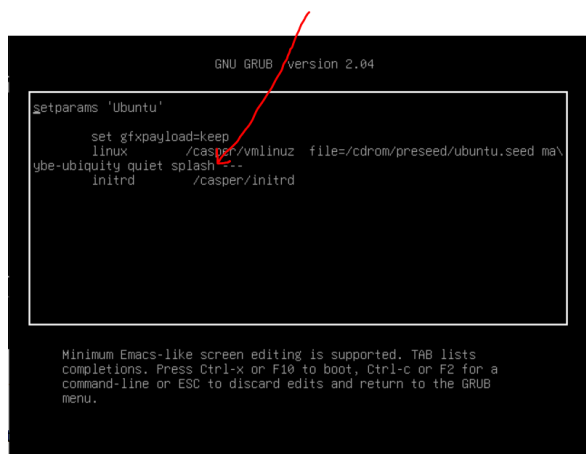 GNU GRUB version 2.04
setparams 'Ubuntu'
set gfxpayload=keep
linux /casper/vmlinuz file=/cdrom/preseed/ubuntu.seed ma\
ybe-ubiquity quiet splash ---
initrd /casper/initrd
Minimum Emacs-like screen editing is supported. TAB lists
completions. Press Ctrl-x or F10 to boot, Ctrl-c or F2 for a
command-line or ESC to discard edits and return to the GRUB
menu.